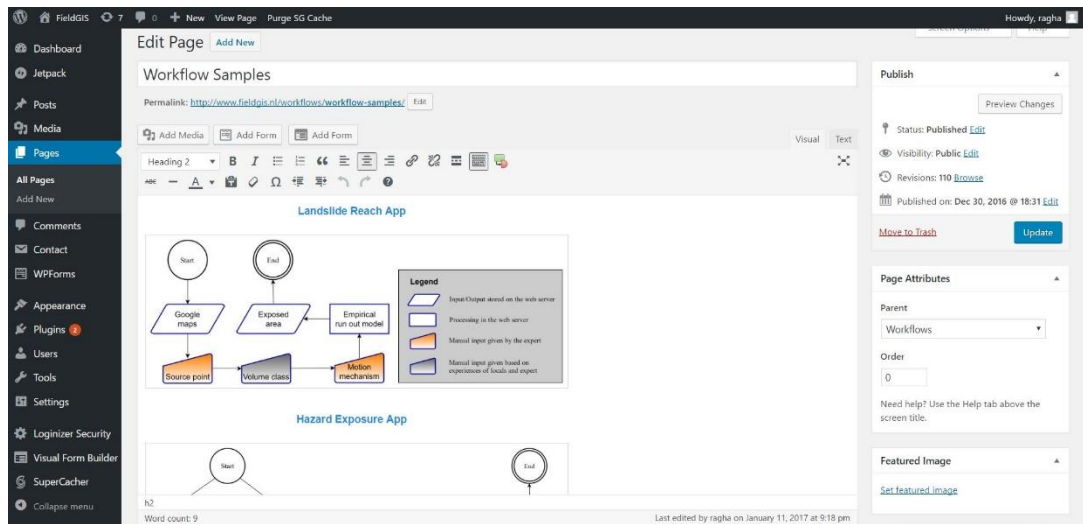 FieldGIS 7 0 New View Page Purge SG Cache Howdy, ragha
Dashboard
Jetpack
Posts
Media
Pages
All Pages
Add New
Comments
Contact
WPForms
Appearance
Plugins 2
Users
Tools
Settings
Loginizer Security
Visual Form Builder
SuperCacher
Collapse menu
Edit Page Add New
Workflow Samples
Permalink: http://www.fieldgis.nl/workflows/workflow-samples/ Edit
Add Media Add Form Add Form
Visual Text
Heading 2 B I
ABC A Ω
Landslide Reach App
Start End
Google
maps
Exposed
area
Empirical
run out model
Source point
Volume class
Motion
mechanism
Legend
Input/Output stored on the web server
Processing in the web server
Manual input given by the expert
Manual input given based on
experiences of locals and expert
Hazard Exposure App
Start End
h2
Word count: 9
Last edited by ragha on January 11, 2017 at 9:18 pm
Screen Options Help
Publish
Preview Changes
Status: Published Edit
Visibility: Public Edit
Revisions: 110 Browse
Published on: Dec 30, 2016 @ 18:31 Edit
Move to Trash Update
Page Attributes
Parent
Workflows
Order
0
Need help? Use the Help tab above the
screen title.
Featured Image
Set featured image